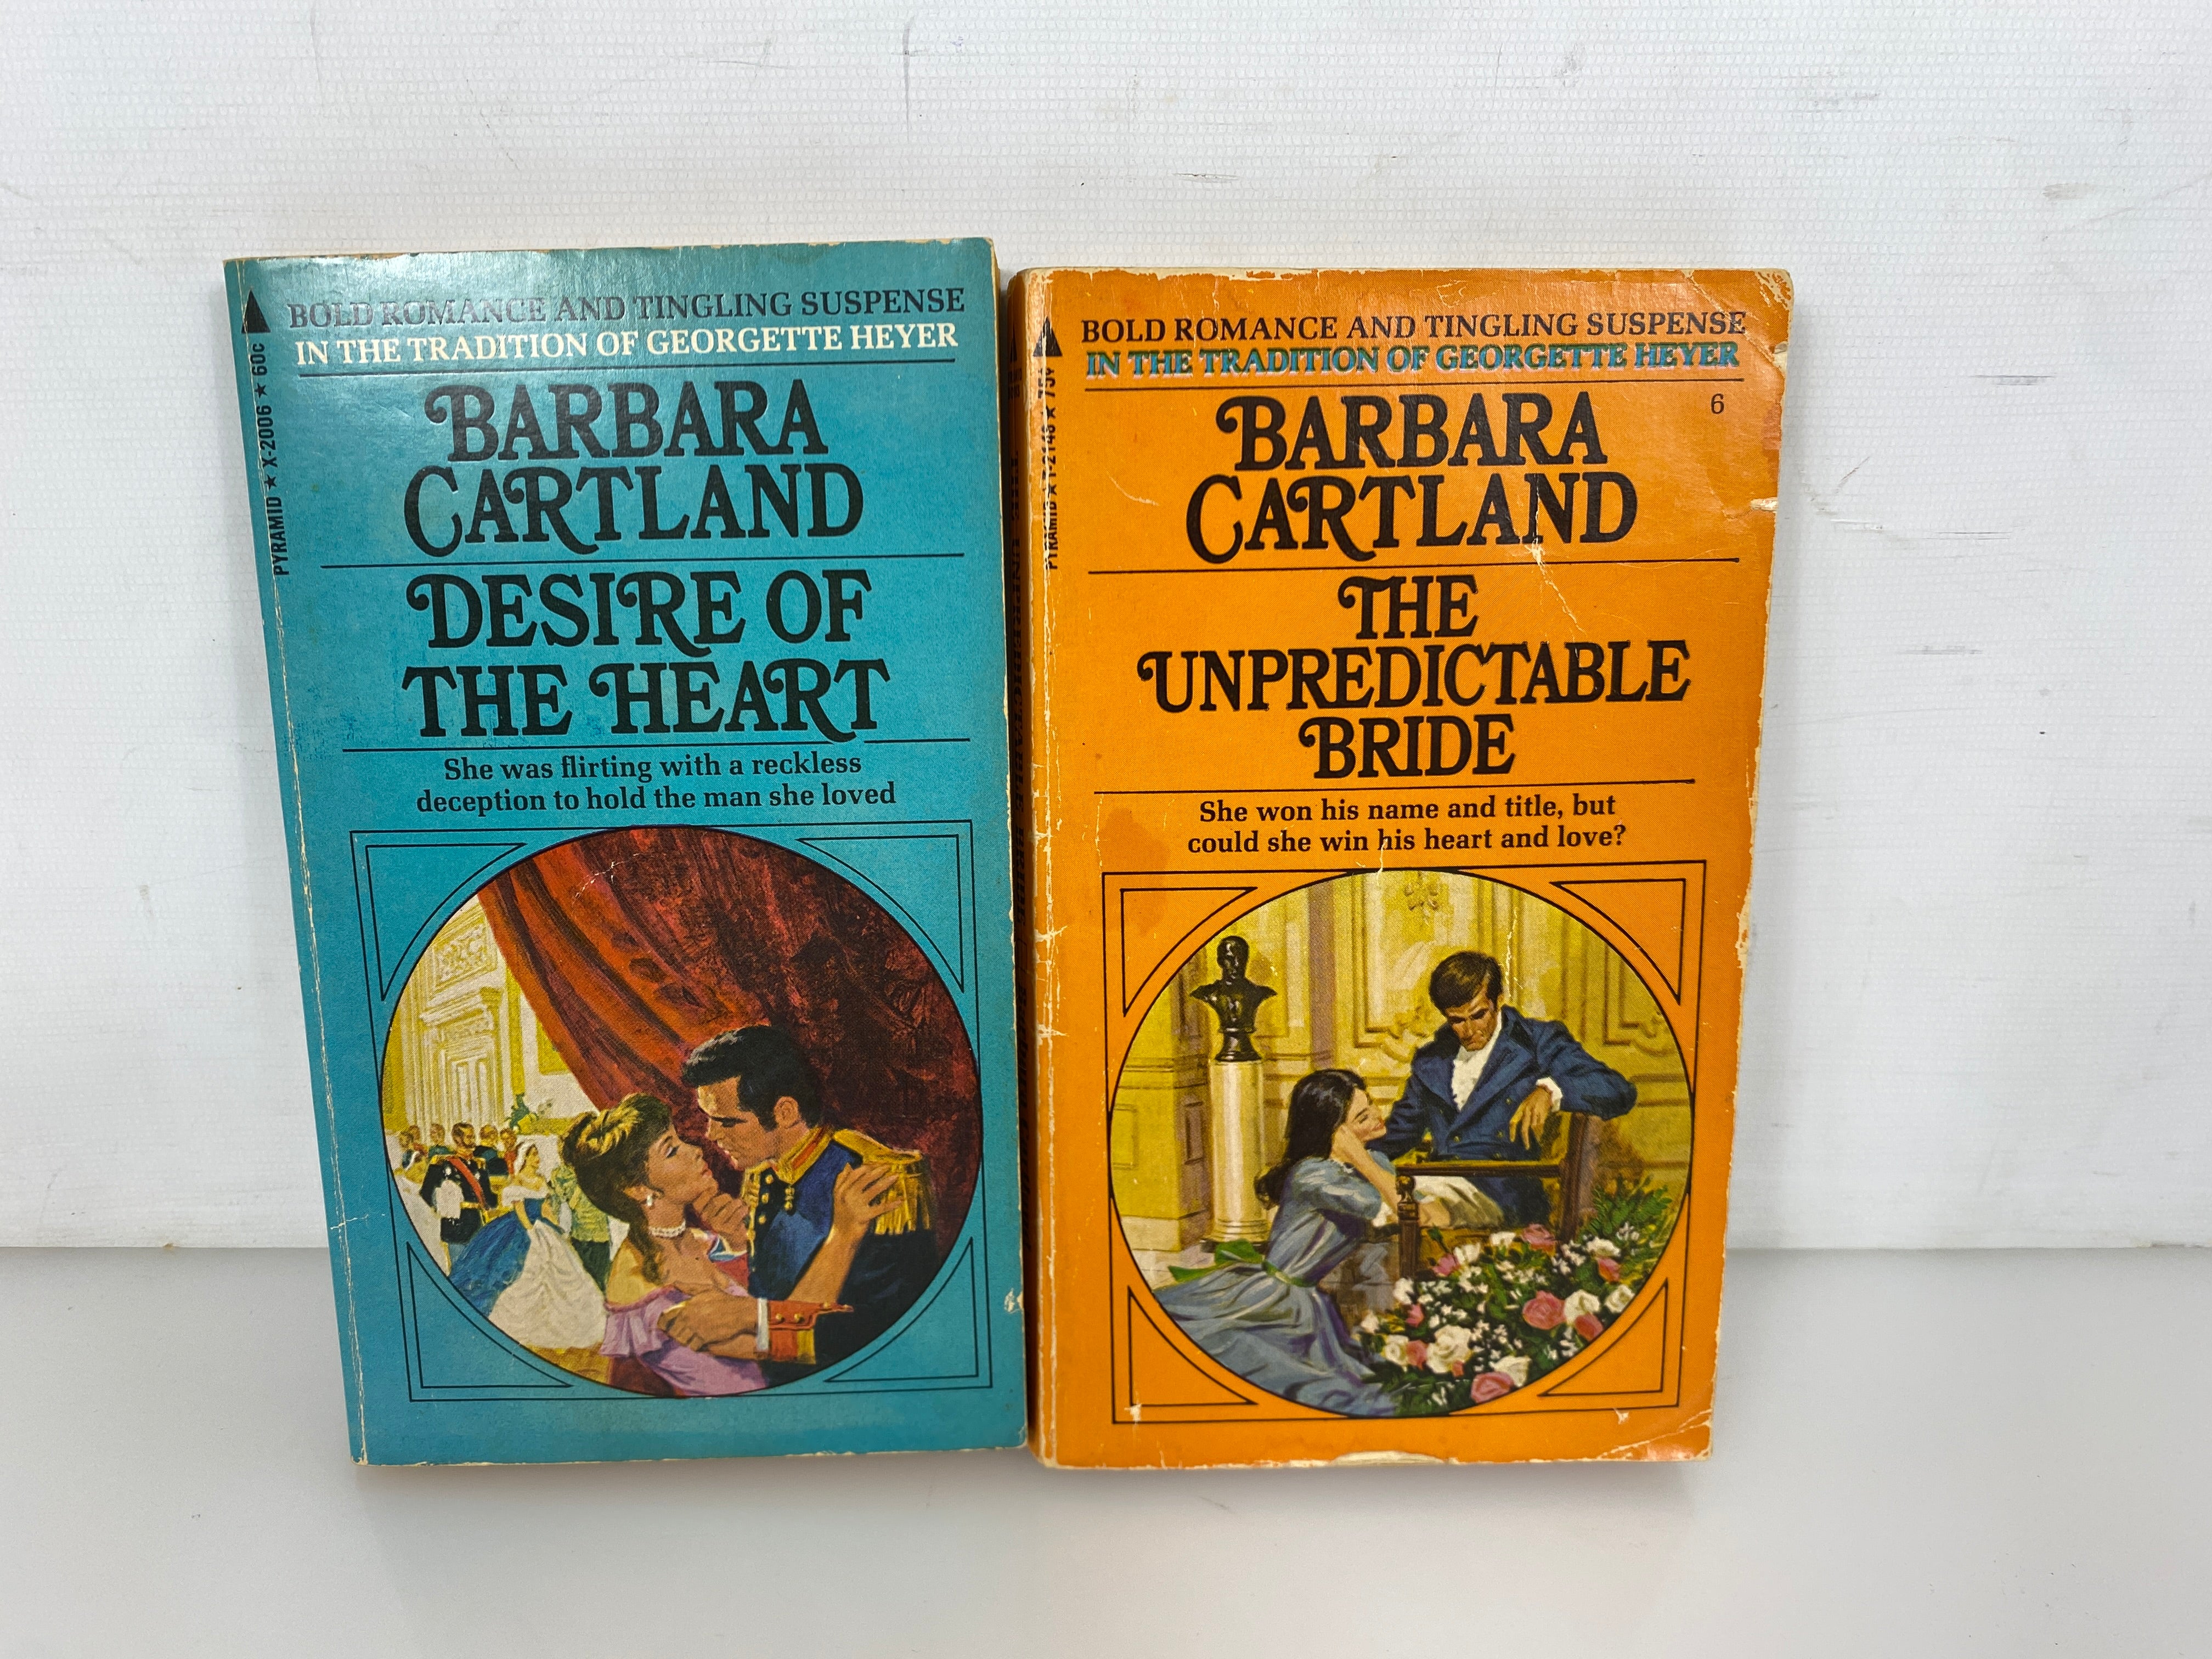 BOLD ROMANCE AND TINGLING SUSPENSE
IN THE TRADITION OF GEORGETTE HEYER
PYRAMID ★ X-2006 ★ 60c
BARBARA
CARTLAND
DESIRE OF
THE HEART
She was flirting with a reckless
deception to hold the man she loved
BOLD ROMANCE AND TINGLING SUSPENSE
IN THE TRADITION OF GEORGETTE HEYER
6
PYRAMID ★
BARBARA
CARTLAND
THE
UNPREDICTABLE
BRIDE
She won his name and title, but
could she win his heart and love?